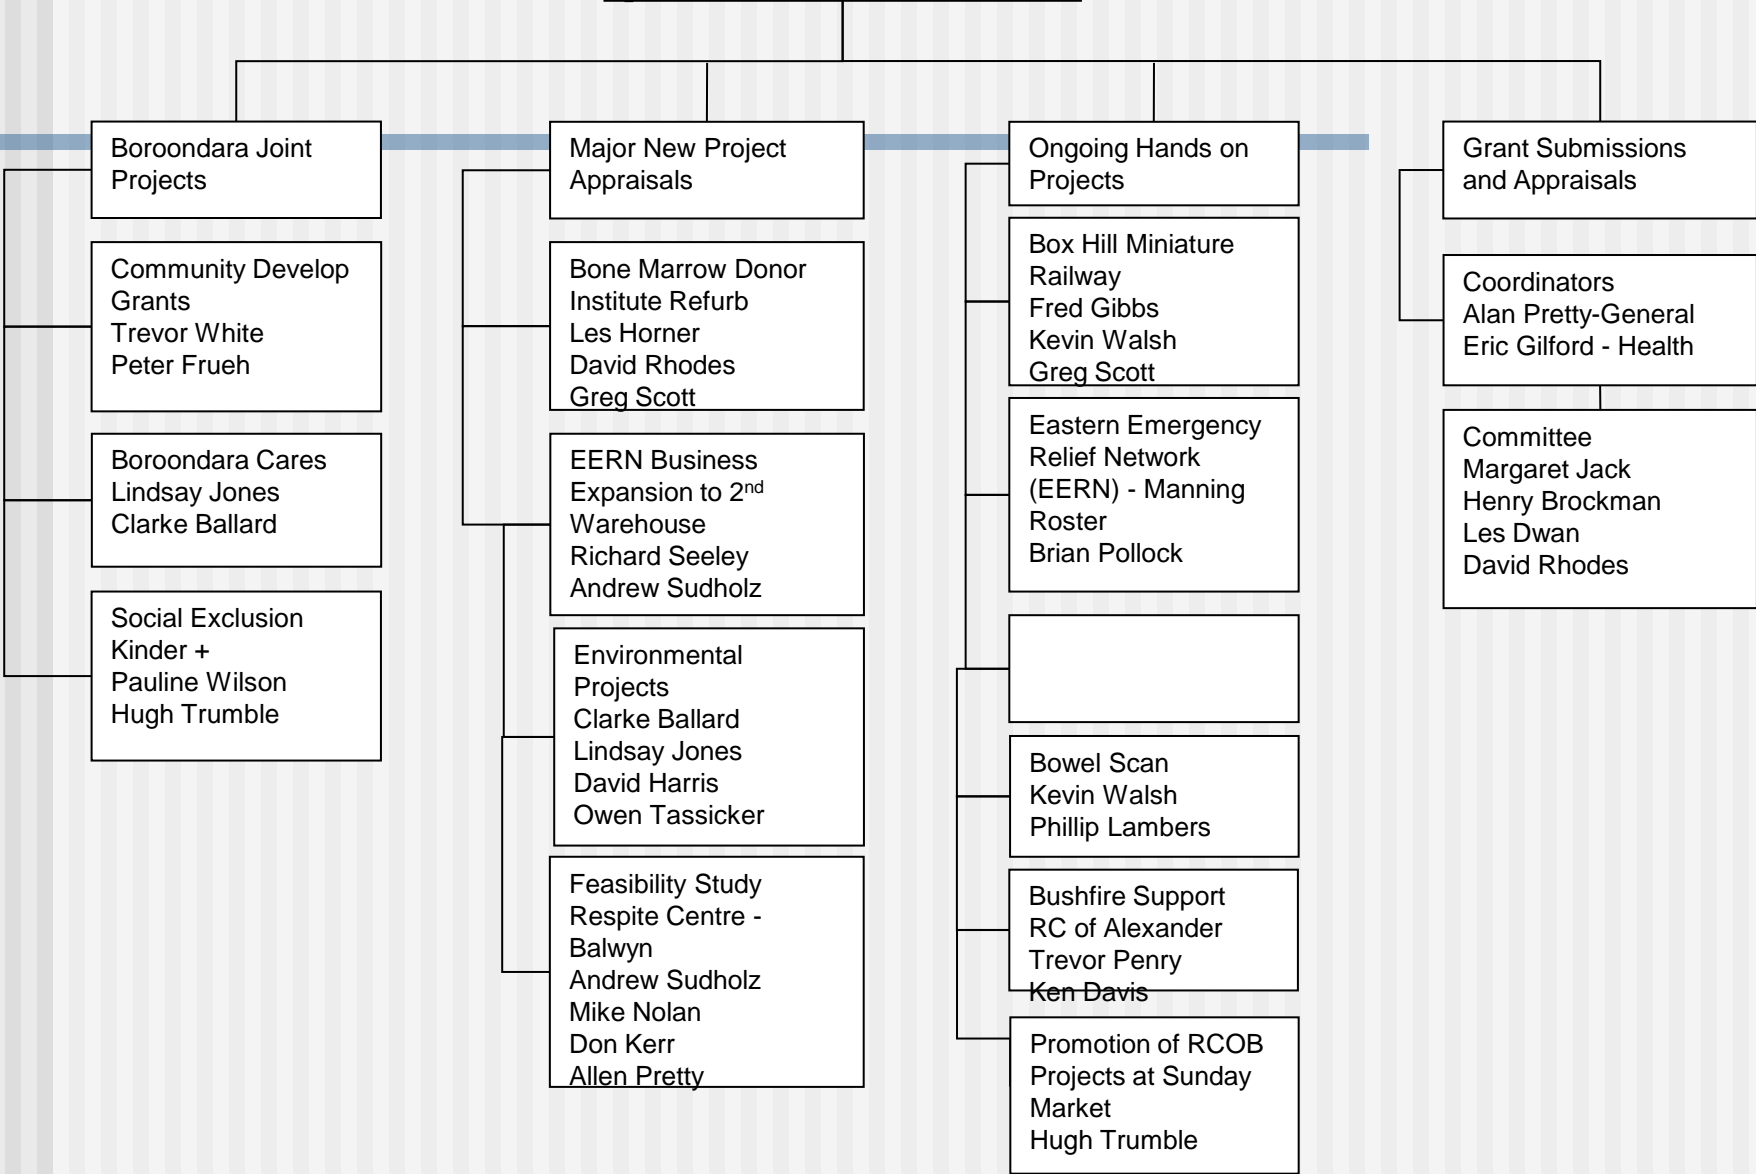 Boroondara Joint
Projects
Community Develop
Grants
Trevor White
Peter Frueh
Boroondara Cares
Lindsay Jones
Clarke Ballard
Social Exclusion
Kinder +
Pauline Wilson
Hugh Trumble
Major New Project
Appraisals
Bone Marrow Donor
Institute Refurb
Les Horner
David Rhodes
Greg Scott
EERN Business
Expansion to 2nd
Warehouse
Richard Seeley
Andrew Sudholz
Environmental
Projects
Clarke Ballard
Lindsay Jones
David Harris
Owen Tassicker
Feasibility Study
Respite Centre -
Balwyn
Andrew Sudholz
Mike Nolan
Don Kerr
Allen Pretty
Ongoing Hands on
Projects
Box Hill Miniature
Railway
Fred Gibbs
Kevin Walsh
Greg Scott
Eastern Emergency
Relief Network
(EERN) - Manning
Roster
Brian Pollock
Bowel Scan
Kevin Walsh
Phillip Lambers
Bushfire Support
RC of Alexander
Trevor Penry
Ken Davis
Promotion of RCOB
Projects at Sunday
Market
Hugh Trumble
Grant Submissions
and Appraisals
Coordinators
Alan Pretty-General
Eric Gilford - Health
Committee
Margaret Jack
Henry Brockman
Les Dwan
David Rhodes